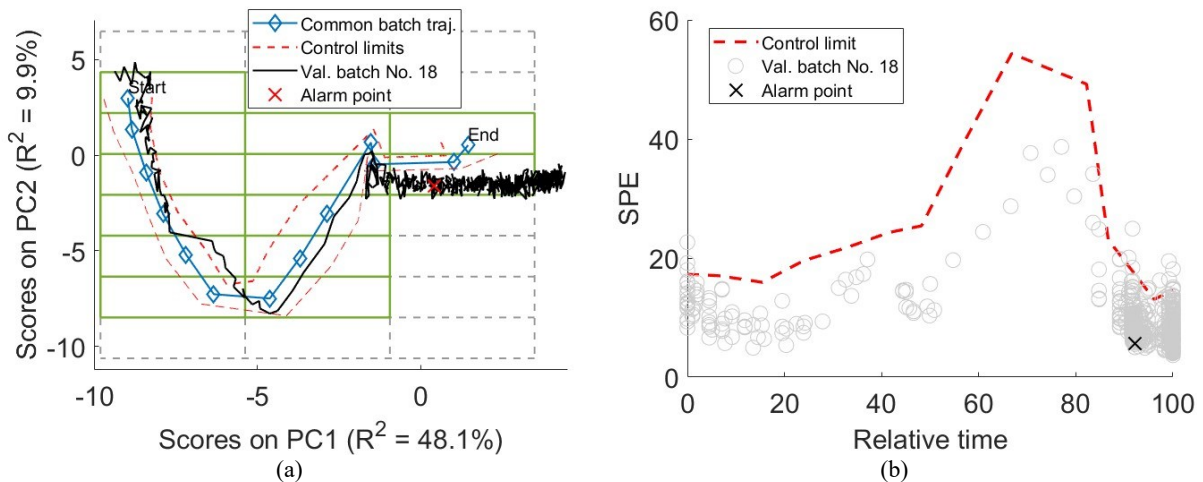 Scores on PC2 (R² = 9.9%)
5
0
-5
-10
Common batch traj.
Control limits
Val. batch No. 18
Alarm point
Start
End
-10
-5
0
Scores on PC1 (R² = 48.1%)
(a)
SPE
60
40
20
0
Control limit
Val. batch No. 18
Alarm point
0
20
40
60
80
100
Relative time
(b)